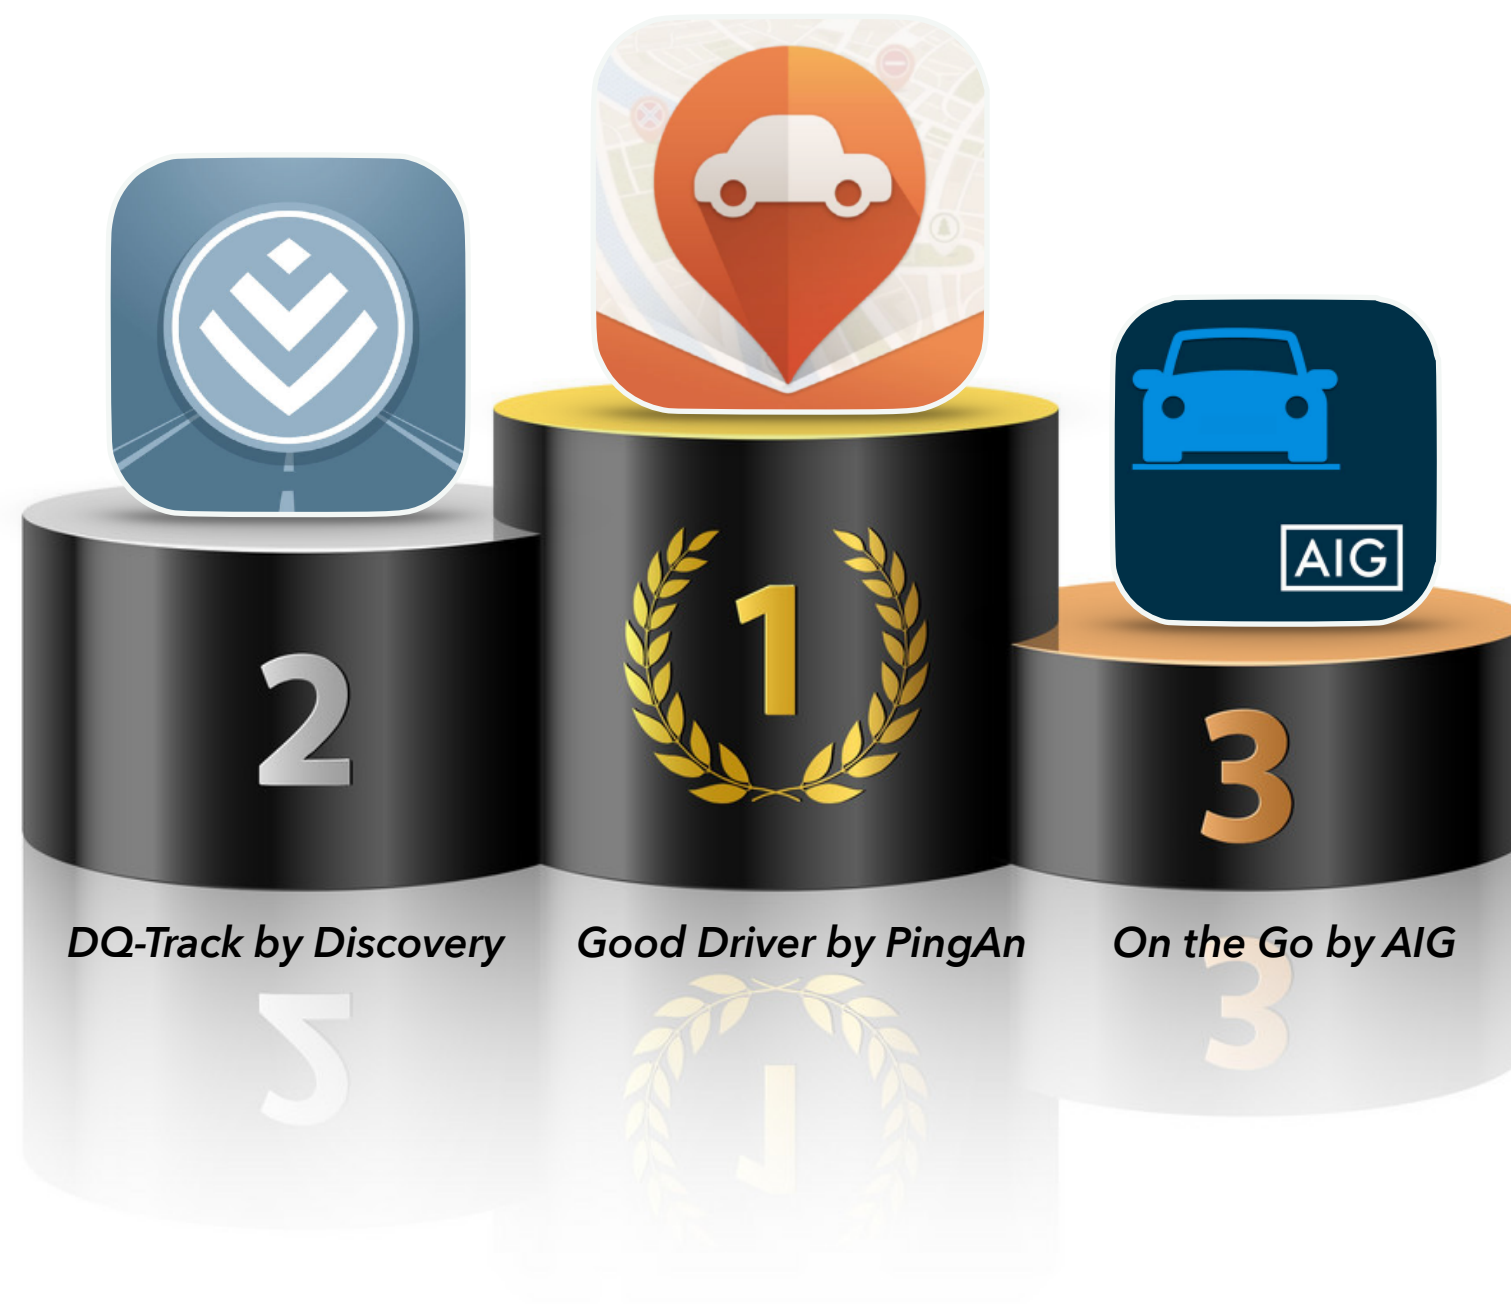 1
AIG
2
3
DQ-Track by Discovery
Good Driver by PingAn
On the Go by AIG